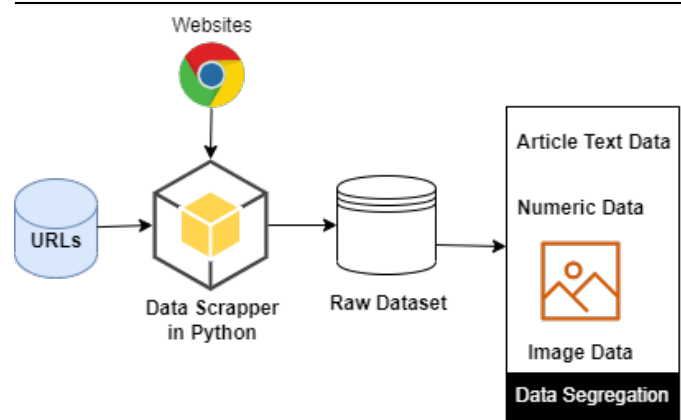 Websites
URLs
Data Scrapper
in Python
Raw Dataset
Article Text Data
Numeric Data
Image Data
Data Segregation